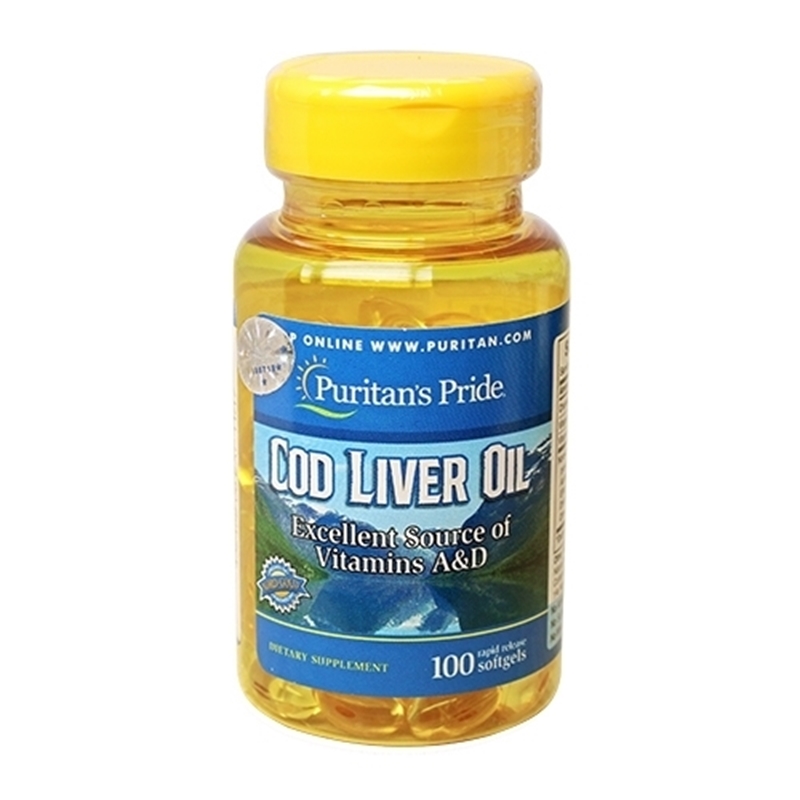 P ONLINE WWW.PURITAN.COM
Puritan's Pride
COD LIVER OIL
Excellent Source of
Vitamins A&D
DIETARY SUPPLEMENT
100 rapid release
softgels